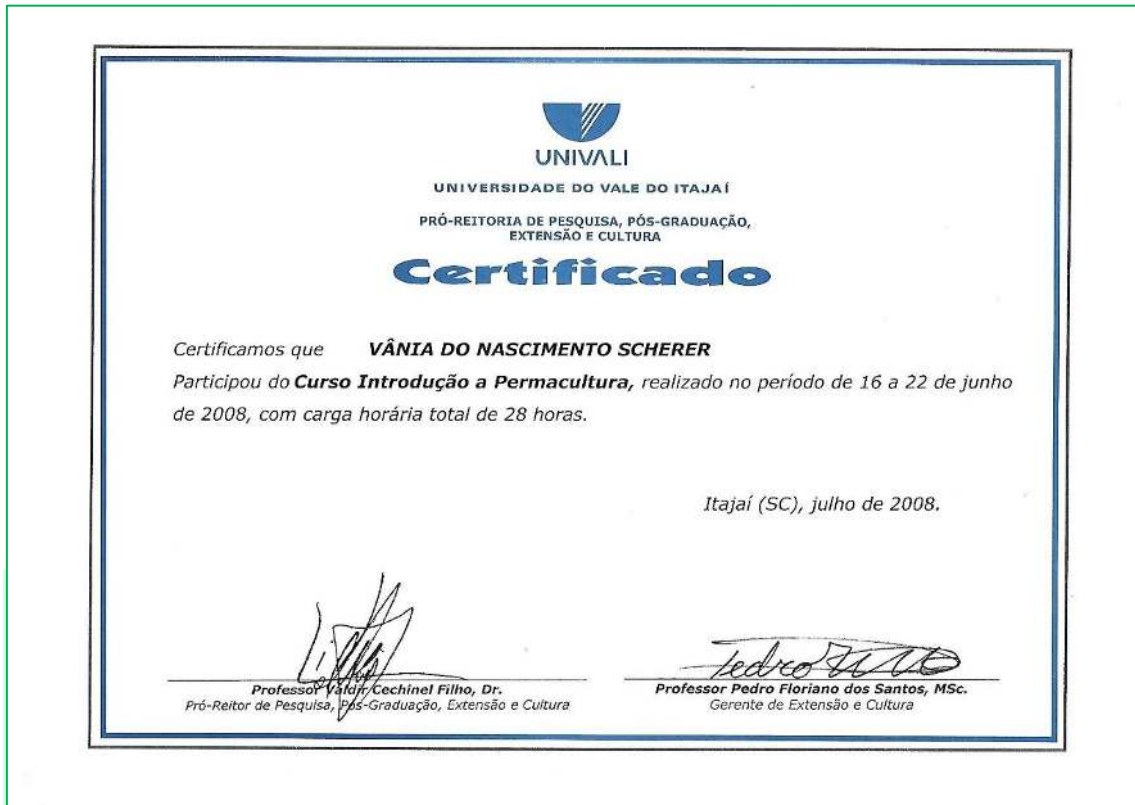 UNIVALI
UNIVERSIDADE DO VALE DO ITAJAÍ
PRÓ-REITORIA DE PESQUISA, PÓS-GRADUAÇÃO,
EXTENSÃO E CULTURA
Certificado
Certificamos que VÂNIA DO NASCIMENTO SCHERER
Participou do Curso Introdução a Permacultura, realizado no período de 16 a 22 de junho
de 2008, com carga horária total de 28 horas.
Itajaí (SC), julho de 2008.
Pedro
Professor Valdir Cechinel Filho, Dr.
Pró-Reitor de Pesquisa, Pós-Graduação, Extensão e Cultura
Professor Pedro Floriano dos Santos, MSc.
Gerente de Extensão e Cultura